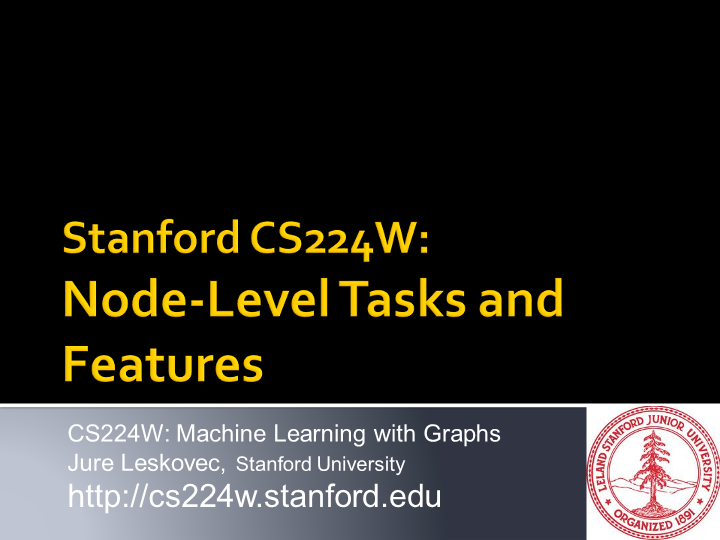 Stanford CS224W:
Node-Level Tasks and
Features
CS224W: Machine Learning with Graphs
Jure Leskovec, Stanford University
http://cs224w.stanford.edu
LELAND STANFORD JUNIOR UNIVERSITY
ORGANIZED 1891